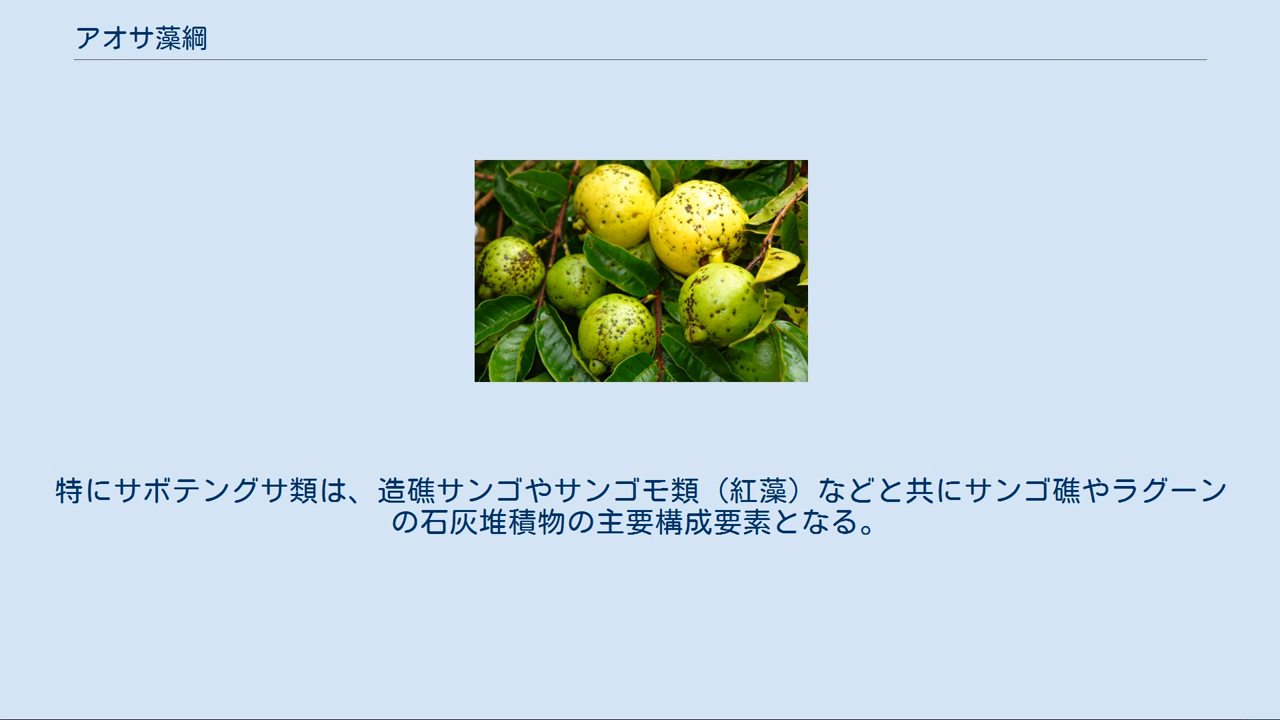 アオサ藻綱
特にサボテングサ類は、造礁サンゴやサンゴモ類（紅藻）などと共にサンゴ礁やラグーン
の石灰堆積物の主要構成要素となる。